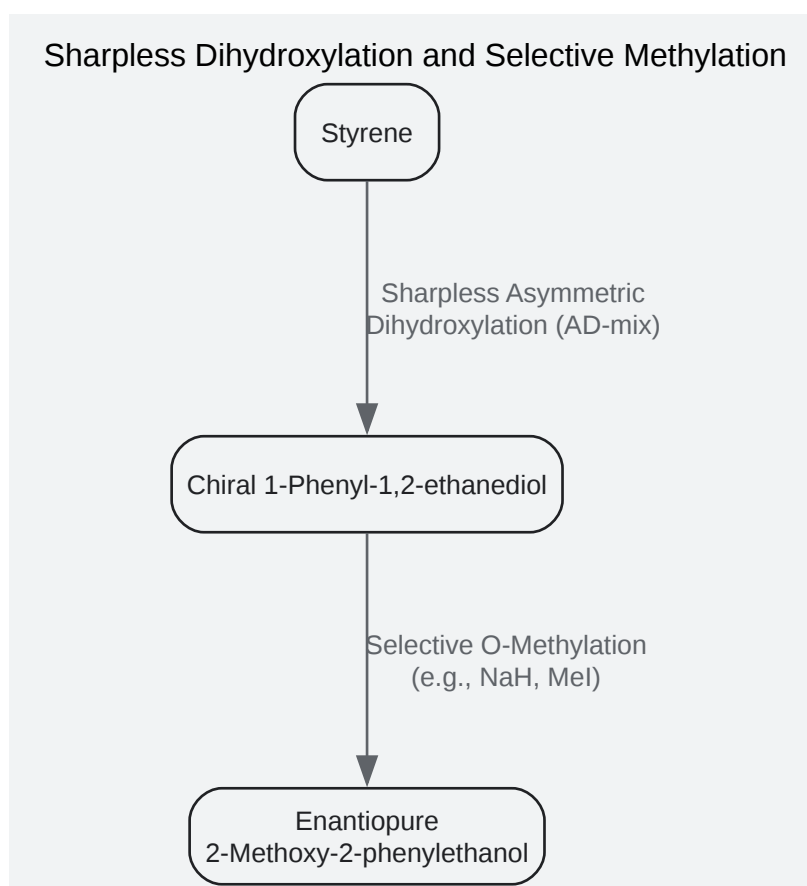 Sharpless Dihydroxylation and Selective Methylation
Styrene
Sharpless Asymmetric
Dihydroxylation (AD-mix)
Chiral 1-Phenyl-1,2-ethanediol
Selective O-Methylation
(e.g., NaH, MeI)
Enantiopure
2-Methoxy-2-phenylethanol